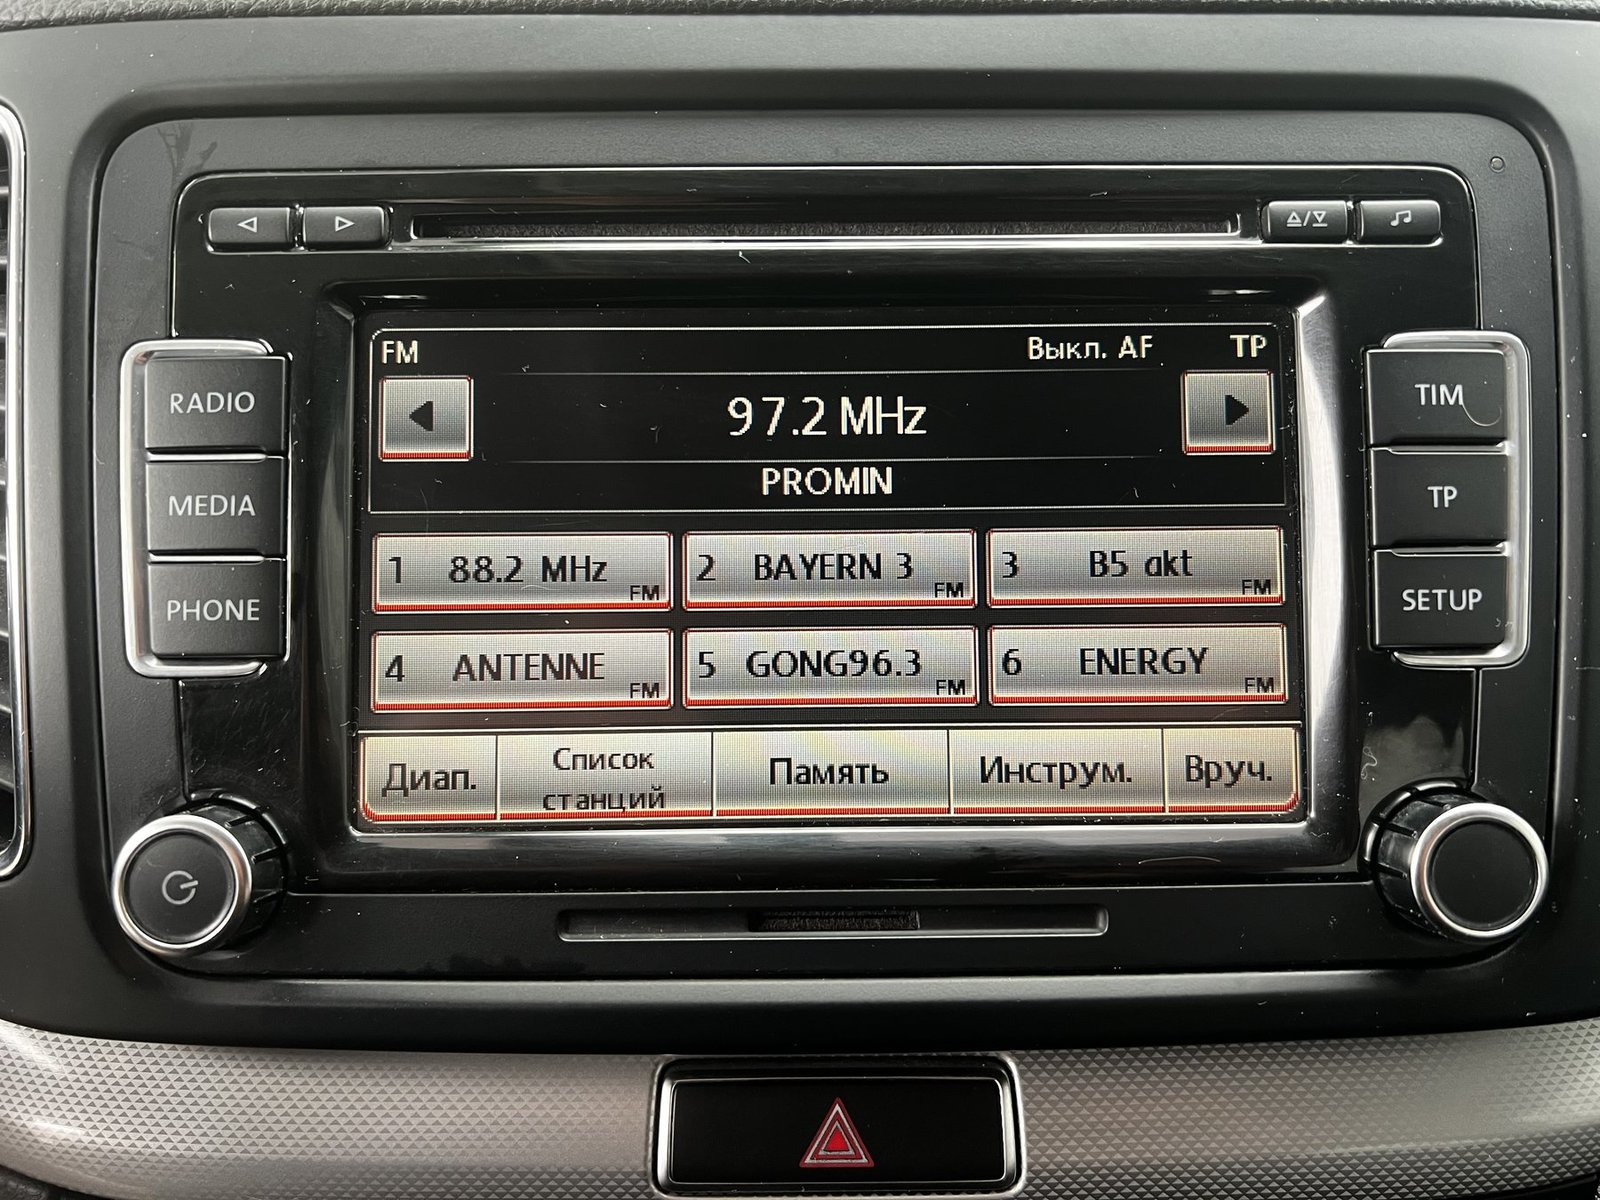 FM Выкл. AF TP
97.2 MHz
PROMIN
1 88.2 MHz FM
2 BAYERN 3 FM
3 B5 akt FM
4 ANTENNE FM
5 GONG96.3 FM
6 ENERGY FM
Диап.
Список
станций
Память
Инструм.
Вруч.
RADIO
MEDIA
PHONE
TIM
TP
SETUP